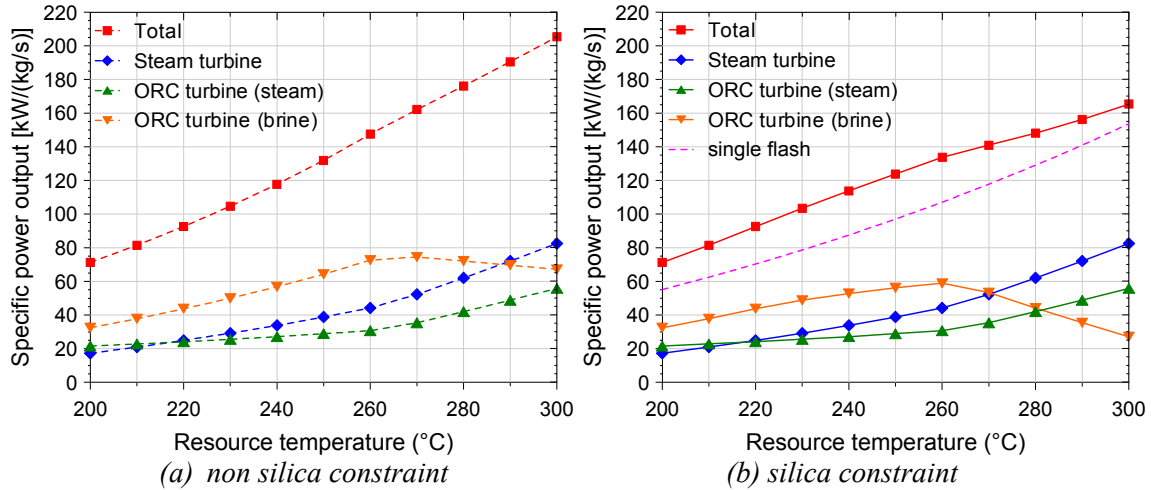 Specific power output [kW/(kg/s)]
220
200
180
160
140
120
100
80
60
40
20
0
Total
Steam turbine
ORC turbine (steam)
ORC turbine (brine)
200 220 240 260 280 300
Resource temperature (°C)
(a) non silica constraint
Specific power output [kW/(kg/s)]
220
200
180
160
140
120
100
80
60
40
20
0
Total
Steam turbine
ORC turbine (steam)
ORC turbine (brine)
single flash
200 220 240 260 280 300
Resource temperature (°C)
(b) silica constraint